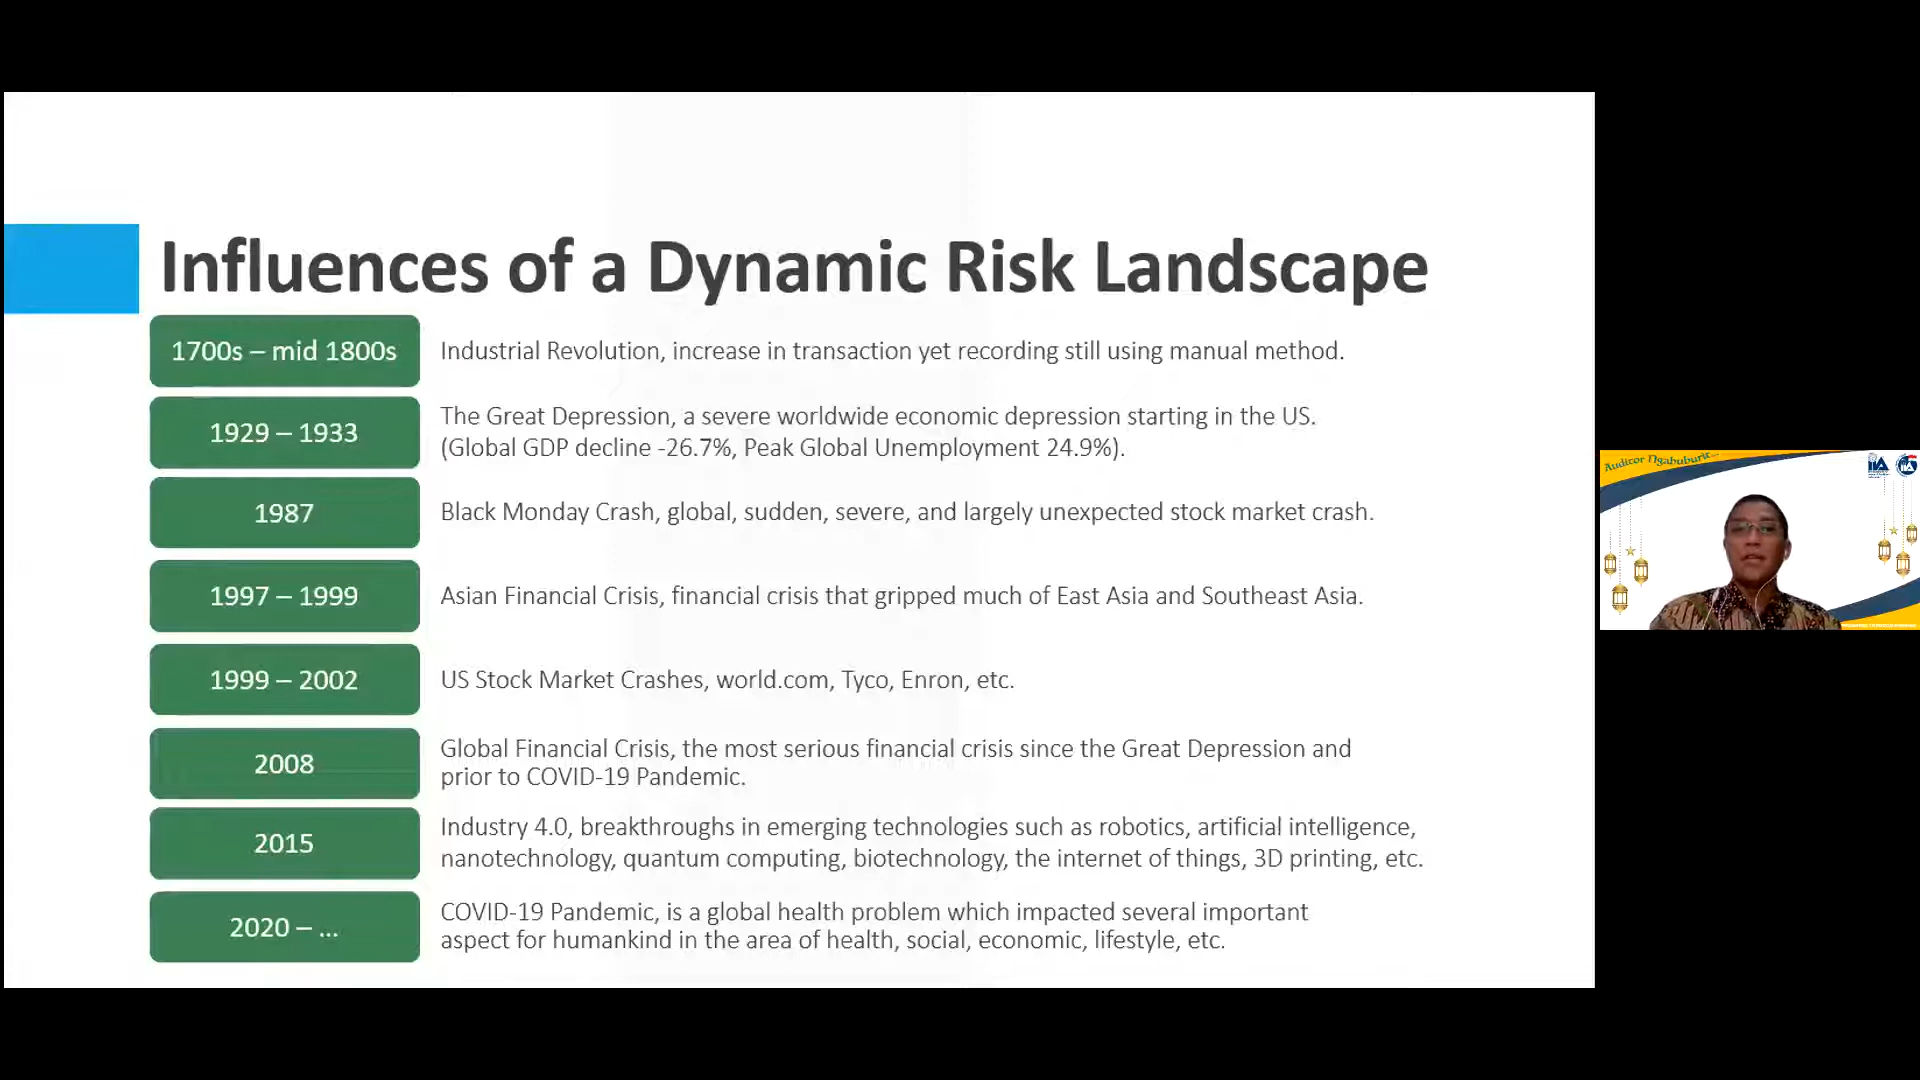 Influences of a Dynamic Risk Landscape
1700s – mid 1800s
Industrial Revolution, increase in transaction yet recording still using manual method.
1929 – 1933
The Great Depression, a severe worldwide economic depression starting in the US.
(Global GDP decline -26.7%, Peak Global Unemployment 24.9%).
1987
Black Monday Crash, global, sudden, severe, and largely unexpected stock market crash.
1997 – 1999
Asian Financial Crisis, financial crisis that gripped much of East Asia and Southeast Asia.
1999 – 2002
US Stock Market Crashes, world.com, Tyco, Enron, etc.
2008
Global Financial Crisis, the most serious financial crisis since the Great Depression and
prior to COVID-19 Pandemic.
2015
Industry 4.0, breakthroughs in emerging technologies such as robotics, artificial intelligence,
nanotechnology, quantum computing, biotechnology, the internet of things, 3D printing, etc.
2020 – ...
COVID-19 Pandemic, is a global health problem which impacted several important
aspect for humankind in the area of health, social, economic, lifestyle, etc.
Auditor Ngabuburit...
IIA
IIA